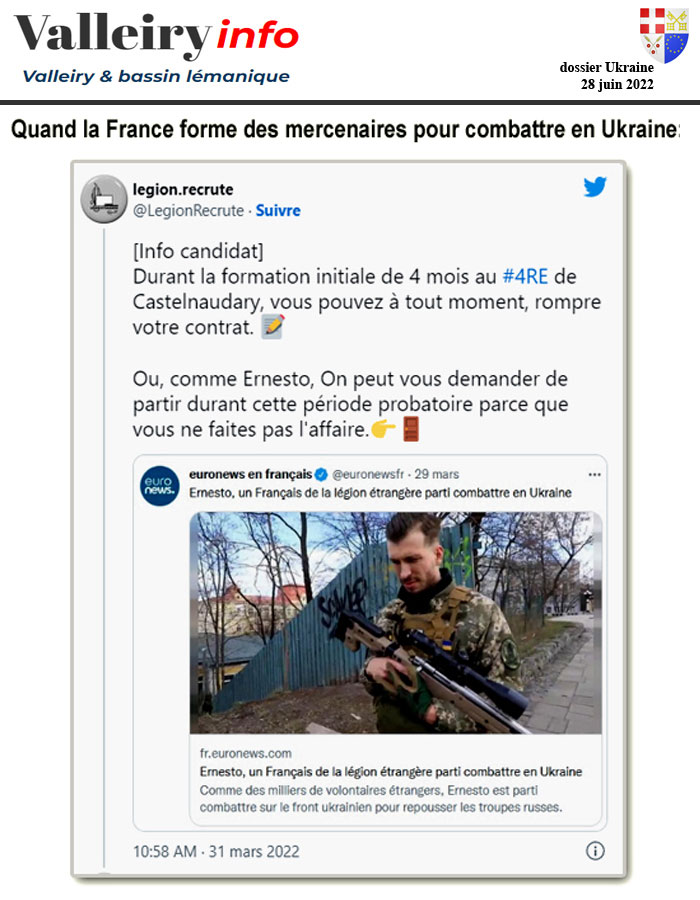 Valleiry info
Valleiry & bassin lémanique
dossier Ukraine
28 juin 2022
Quand la France forme des mercenaires pour combattre en Ukraine:
legion.recrute
@LegionRecrute · Suivre
[Info candidat]
Durant la formation initiale de 4 mois au #4RE de
Castelnaudary, vous pouvez à tout moment, rompre
votre contrat. 📝
Ou, comme Ernesto, On peut vous demander de
partir durant cette période probatoire parce que
vous ne faites pas l'affaire.👉🚪
euro
news.
euronews en français @euronewsfr · 29 mars
Ernesto, un Français de la légion étrangère parti combattre en Ukraine
fr.euronews.com
Ernesto, un Français de la légion étrangère parti combattre en Ukraine
Comme des milliers de volontaires étrangers, Ernesto est parti
combattre sur le front ukrainien pour repousser les troupes russes.
10:58 AM · 31 mars 2022